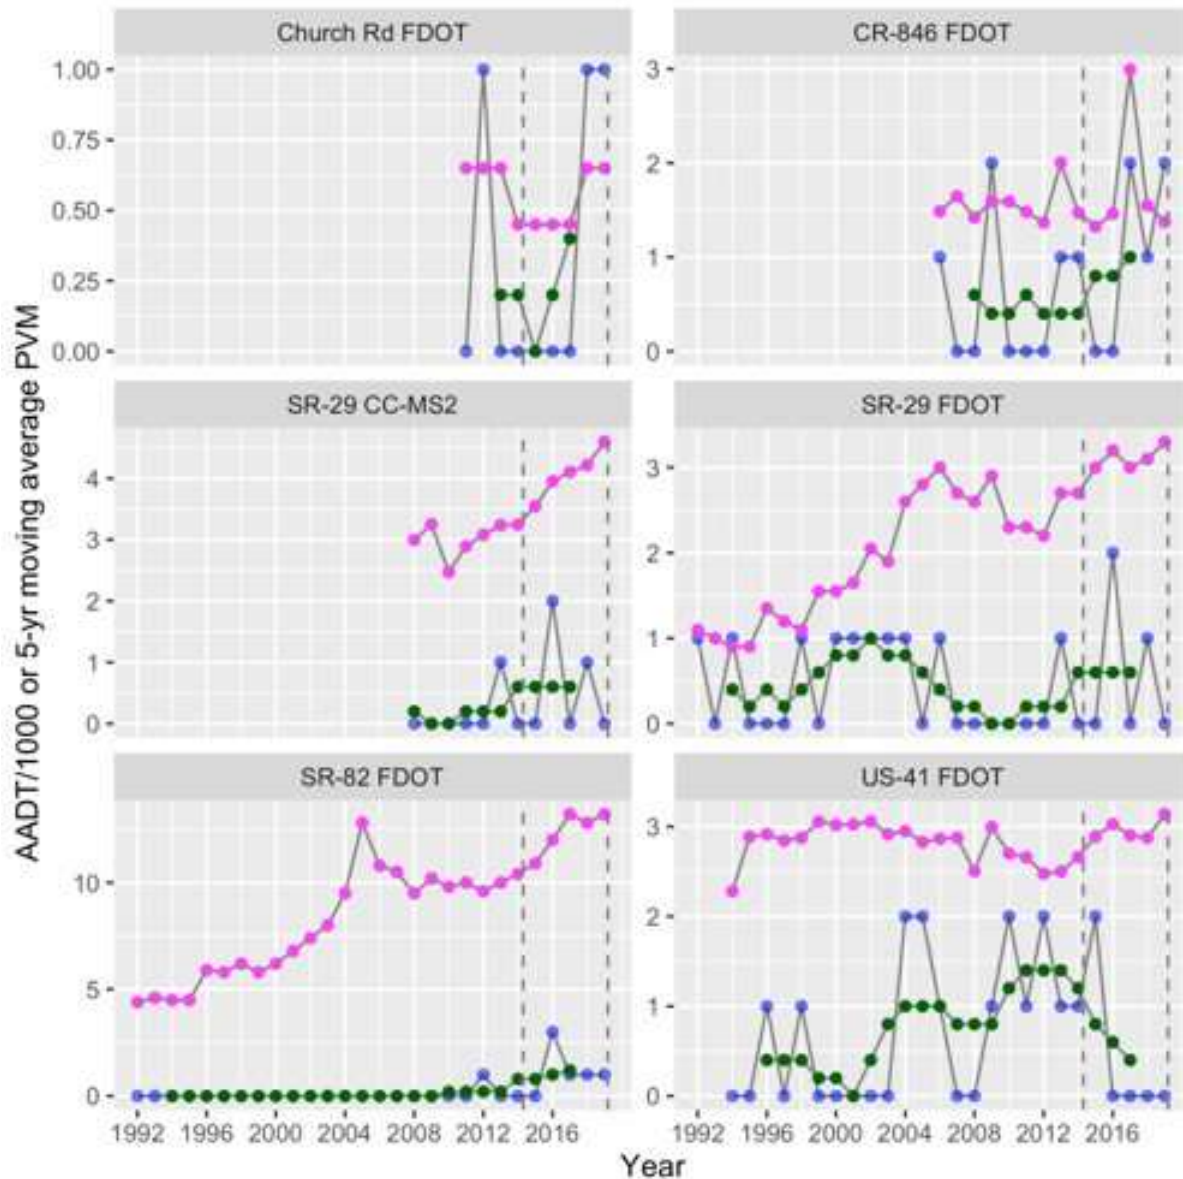 Church Rd FDOT
CR-846 FDOT
1.00
0.75
0.50
0.25
0.00
3
2
1
0
SR-29 CC-MS2
SR-29 FDOT
4
3
2
1
0
3
2
1
0
SR-82 FDOT
US-41 FDOT
10
5
0
3
2
1
0
1992 1996 2000 2004 2008 2012 2016
1992 1996 2000 2004 2008 2012 2016
Year
AADT/1000 or 5-yr moving average PVM